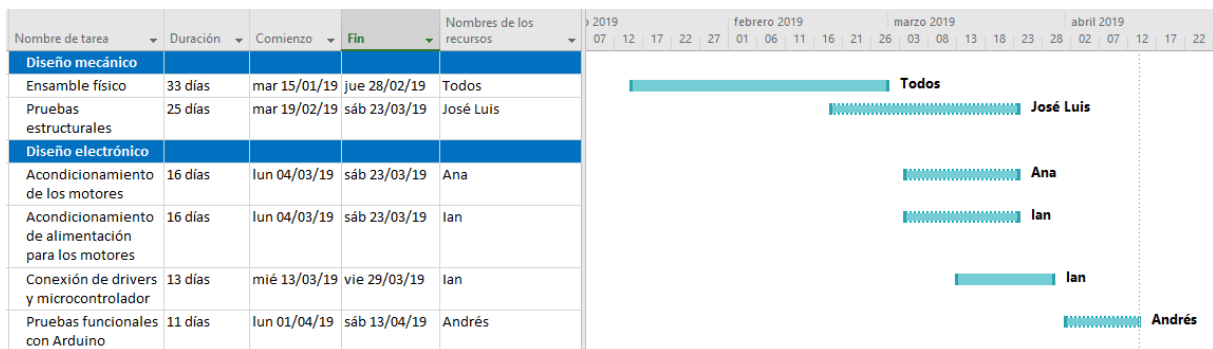 Nombres de los
o 2019 febrero 2019 marzo 2019 abril 2019
Nombre de tarea Duración Comienzo Fin recursos
07 12 17 22 27 01 06 11 16 21 26 03 08 13 18 23 28 02 07 12 17 22
Diseño mecánico
Ensamble físico 33 días mar 15/01/19 jue 28/02/19 Todos Todos
Pruebas 25 días mar 19/02/19 sáb 23/03/19 José Luis José Luis
estructurales
Diseño electrónico
Acondicionamiento 16 días lun 04/03/19 sáb 23/03/19 Ana Ana
de los motores
Acondicionamiento 16 días lun 04/03/19 sáb 23/03/19 Ian Ian
de alimentación
para los motores
Conexión de drivers 13 días mié 13/03/19 vie 29/03/19 Ian Ian
y microcontrolador
Pruebas funcionales 11 días lun 01/04/19 sáb 13/04/19 Andrés Andrés
con Arduino